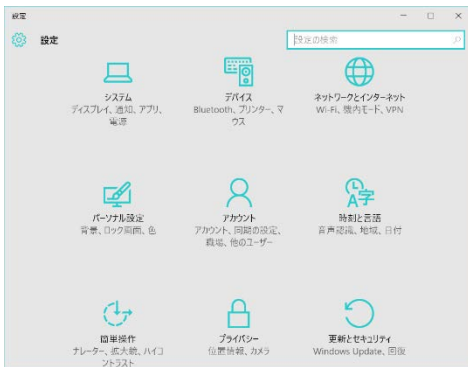 設定
設定
設定の検索
システム
ディスプレイ、通知、アプリ、
電源
デバイス
Bluetooth、プリンター、マ
ウス
ネットワークとインターネット
Wi-Fi、機内モード、VPN
パーソナル設定
背景、ロック画面、色
アカウント
アカウント、同期の設定、
職場、他のユーザー
時刻と言語
音声認識、地域、日付
簡単操作
ナレーター、拡大鏡、ハイコ
ントラスト
プライバシー
位置情報、カメラ
更新とセキュリティ
Windows Update、回復